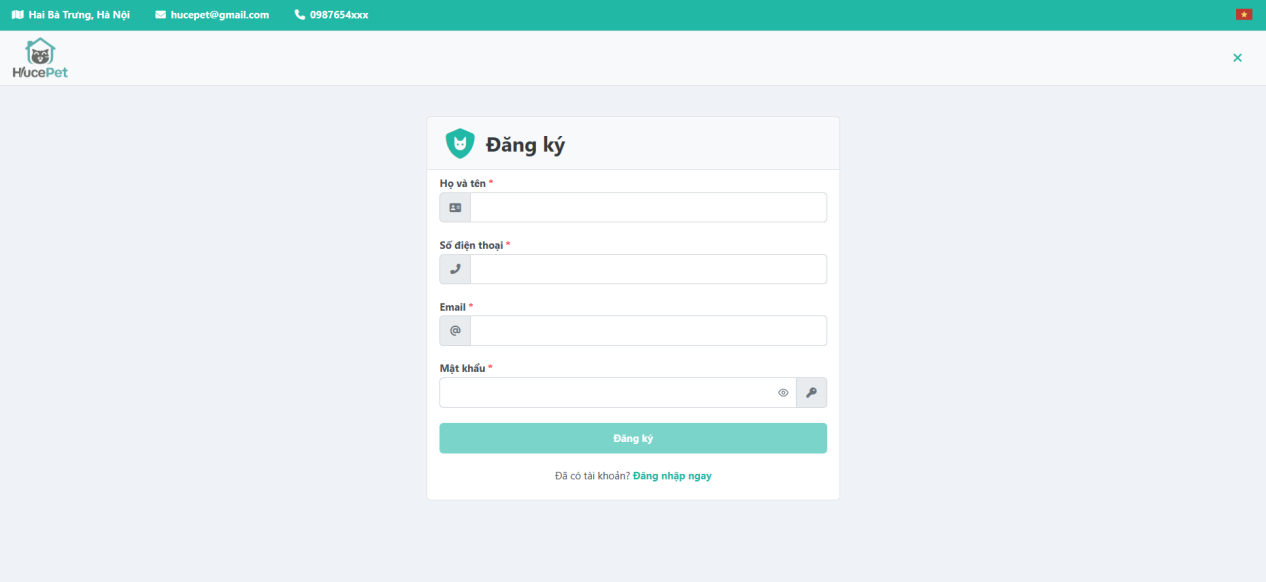 Hai Bà Trưng, Hà Nội hucepet@gmail.com 0987654xxx
HucePet
Đăng ký
Họ và tên *
Số điện thoại *
Email *
@
Mật khẩu *
Đăng ký
Đã có tài khoản? Đăng nhập ngay